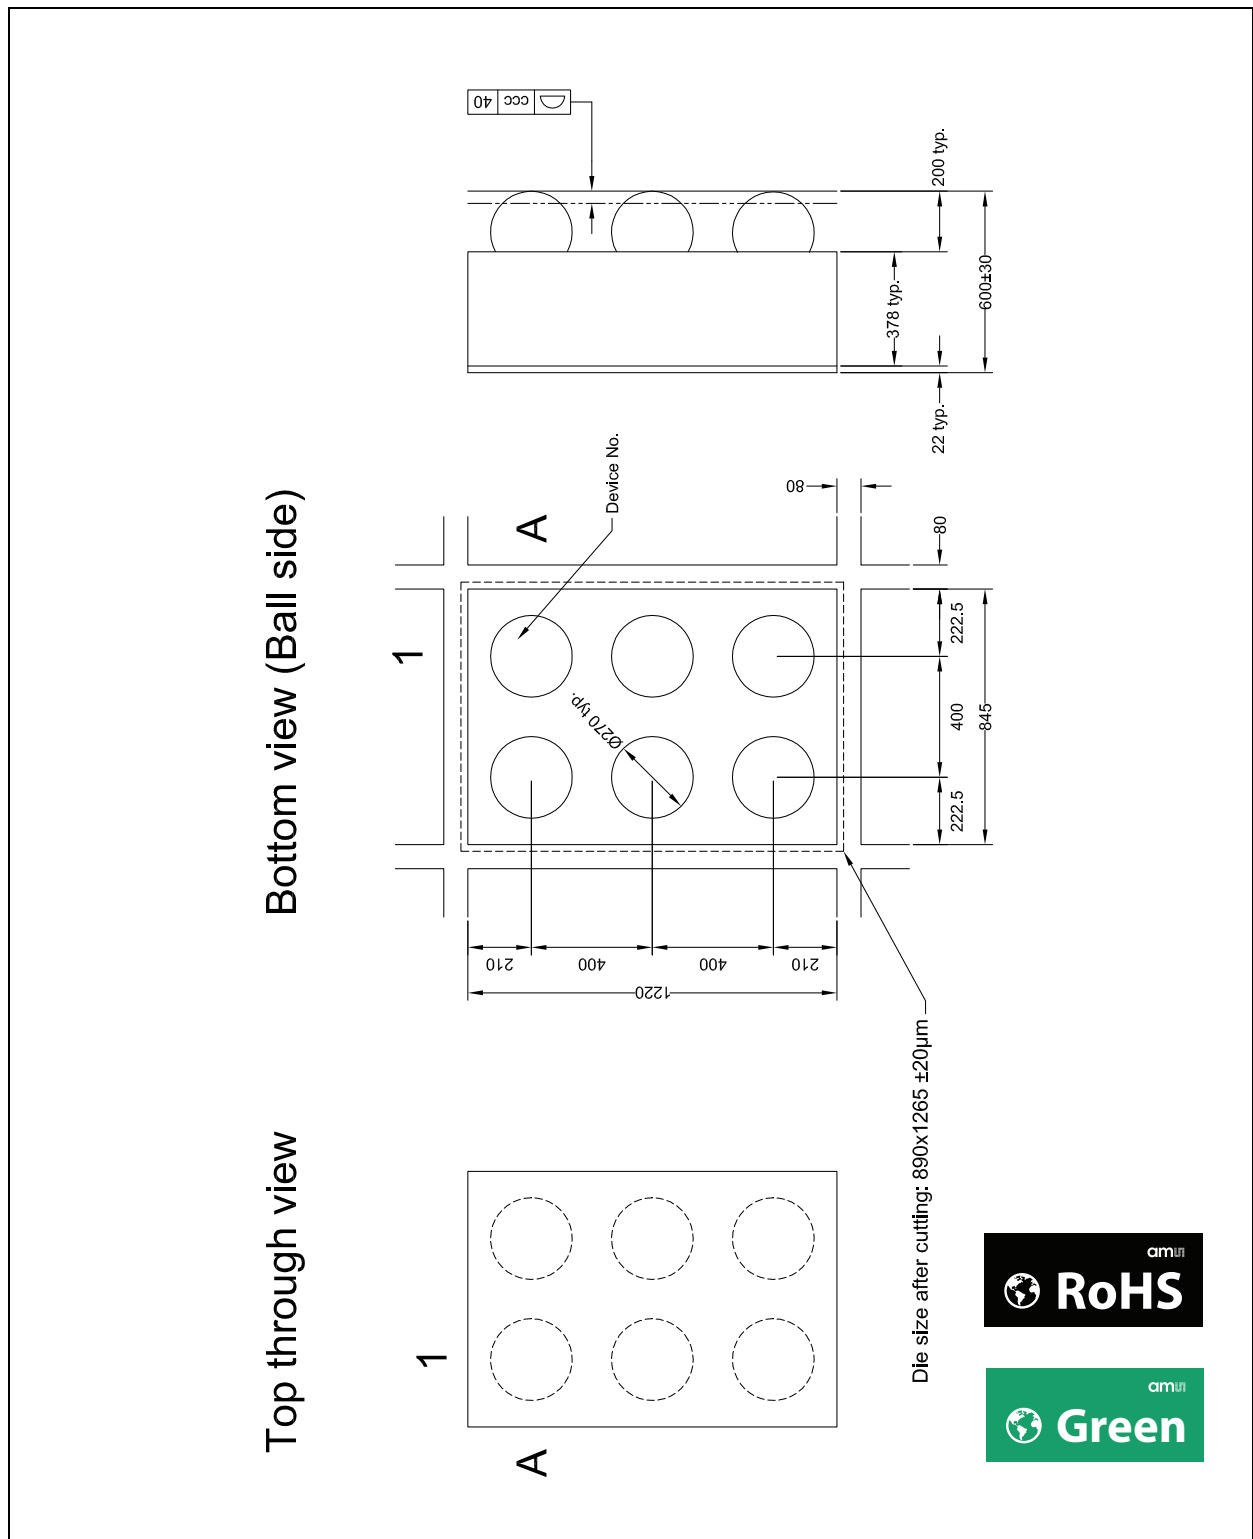 Top through view
1
A
Bottom view (Ball side)
1
A
Device No.
Ø270 typ.
210
400
400
210
1220
222.5
400
222.5
845
80
80
Die size after cutting: 890x1265 ±20µm
40 ccc
200 typ.
378 typ.
600±30
22 typ.
am
RoHS
am
Green